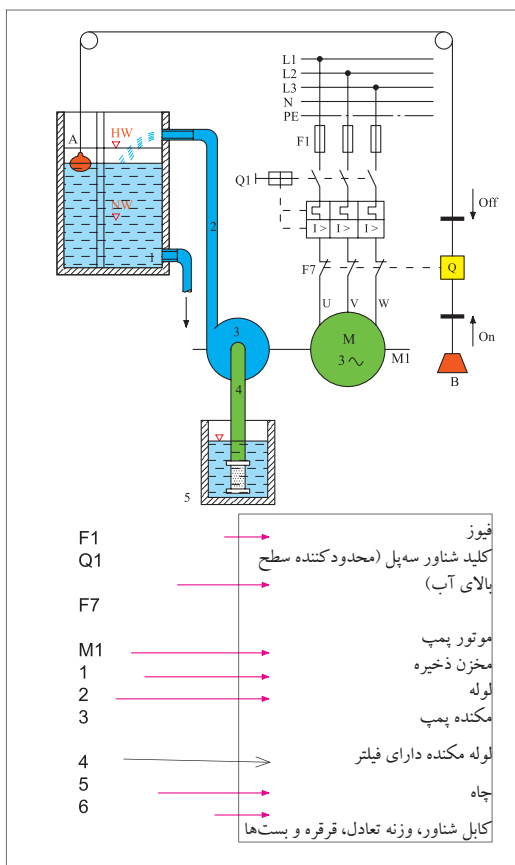 L1
L2
L3
N
PE
F1
A
HW
Q1
Off
I > I > I >
NW
2
F7
Q
1
U V W
3
M
3
M1
On
4
B
5
F1
فیوز
Q1
کلید شناور سه‌پل (محدودکننده سطح
بالای آب)
F7
M1
موتور پمپ
1
مخزن ذخیره
2
لوله
3
مکنده پمپ
4
لوله مکنده دارای فیلتر
5
چاه
6
کابل شناور، وزنه تعادل، قرقره و بست‌ها